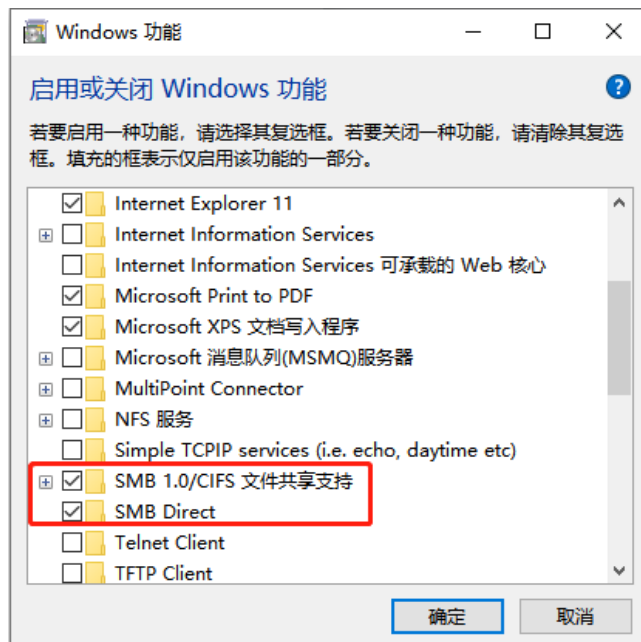 Windows 功能
启用或关闭 Windows 功能
若要启用一种功能，请选择其复选框。若要关闭一种功能，请清除其复选
框。填充的框表示仅启用该功能的一部分。
Internet Explorer 11
Internet Information Services
Internet Information Services 可承载的 Web 核心
Microsoft Print to PDF
Microsoft XPS 文档写入程序
Microsoft 消息队列(MSMQ)服务器
MultiPoint Connector
NFS 服务
Simple TCPIP services (i.e. echo, daytime etc)
SMB 1.0/CIFS 文件共享支持
SMB Direct
Telnet Client
TFTP Client
确定
取消